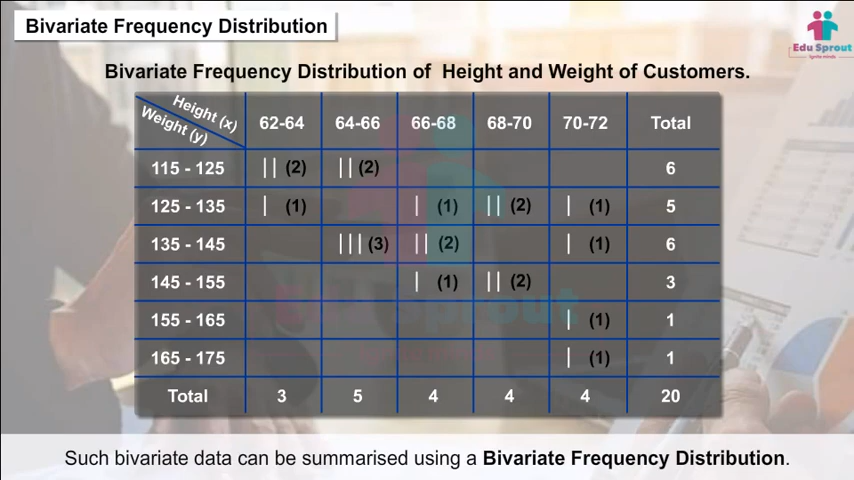 Bivariate Frequency Distribution
Edu Sprout
Ignite minds
Bivariate Frequency Distribution of Height and Weight of Customers.
Height (x) Weight (y) 62-64 64-66 66-68 68-70 70-72 Total
115 - 125 || (2) || (2) 6
125 - 135 | (1) | (1) || (2) | (1) 5
135 - 145 ||| (3) || (2) | (1) 6
145 - 155 | (1) || (2) 3
155 - 165 | (1) 1
165 - 175 | (1) 1
Total 3 5 4 4 4 20
Such bivariate data can be summarised using a Bivariate Frequency Distribution.